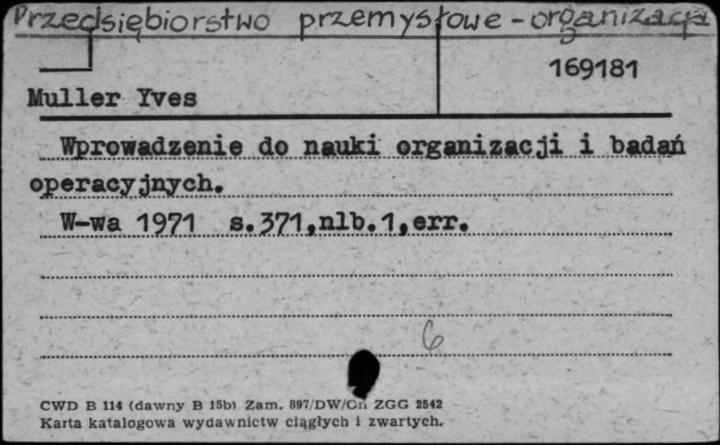 Przedsiębiorstwo przemysłowe - organizacja
169181
Muller Yves
Wprowadzenie do nauki organizacji i badań
operacyjnych.
W-wa 1971 s.371,nlb.1,err.
6
CWD B 114 (dawny B 15b) Zam. 897/DW/Gn ZGG 2542
Karta katalogowa wydawnictw ciągłych i zwartych.